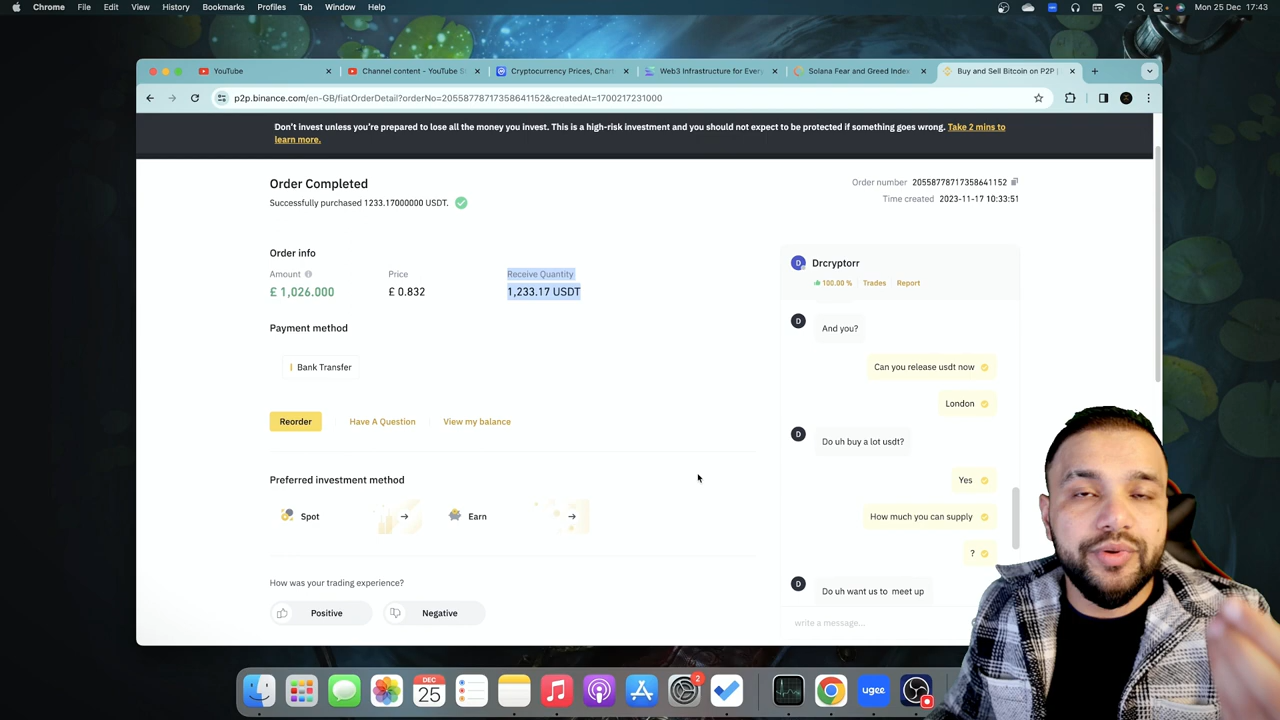 Chrome File Edit View History Bookmarks Profiles Tab Window Help
Mon 25 Dec 17:43
YouTube
Channel content - YouTube S
Cryptocurrency Prices, Chart
Web3 Infrastructure for Every
Solana Fear and Greed Index
Buy and Sell Bitcoin on P2P |
p2p.binance.com/en-GB/fiatOrderDetail?orderNo=20558778717358641152&createdAt=1700217231000
Don't invest unless you're prepared to lose all the money you invest. This is a high-risk investment and you should not expect to be protected if something goes wrong. Take 2 mins to
learn more.
Order Completed
Successfully purchased 1233.17000000 USDT.
Order number 20558778717358641152
Time created 2023-11-17 10:33:51
Order info
Amount
Price
Receive Quantity
£ 1,026.000
£ 0.832
1,233.17 USDT
Payment method
Bank Transfer
Reorder
Have A Question
View my balance
Preferred investment method
Spot
Earn
How was your trading experience?
Positive
Negative
D
Drcryptorr
100.00 %
Trades
Report
D
And you?
Can you release usdt now
London
D
Do uh buy a lot usdt?
Yes
How much you can supply
?
D
Do uh want us to meet up
write a message...
DEC
25
2
ugee